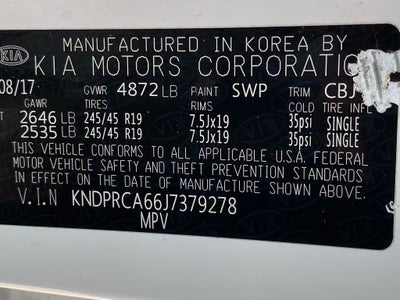 MANUFACTURED IN KOREA BY
KIA KIA MOTORS CORPORATION
08/17 GVWR 4872 LB PAINT SWP TRIM CBJ
GAWR TIRES RIMS COLD TIRE INFL
2646 LB 245/45 R19 7.5Jx19 35psi SINGLE
2535 LB 245/45 R19 7.5Jx19 35psi SINGLE
THIS VEHICLE CONFORMS TO ALL APPLICABLE U.S.A. FEDERAL
MOTOR VEHICLE SAFETY AND THEFT PREVENTION STANDARDS
IN EFFECT ON THE DATE OF MANUFACTURE SHOWN ABOVE.
V.I.N KNDPRCA66J7379278
MPV